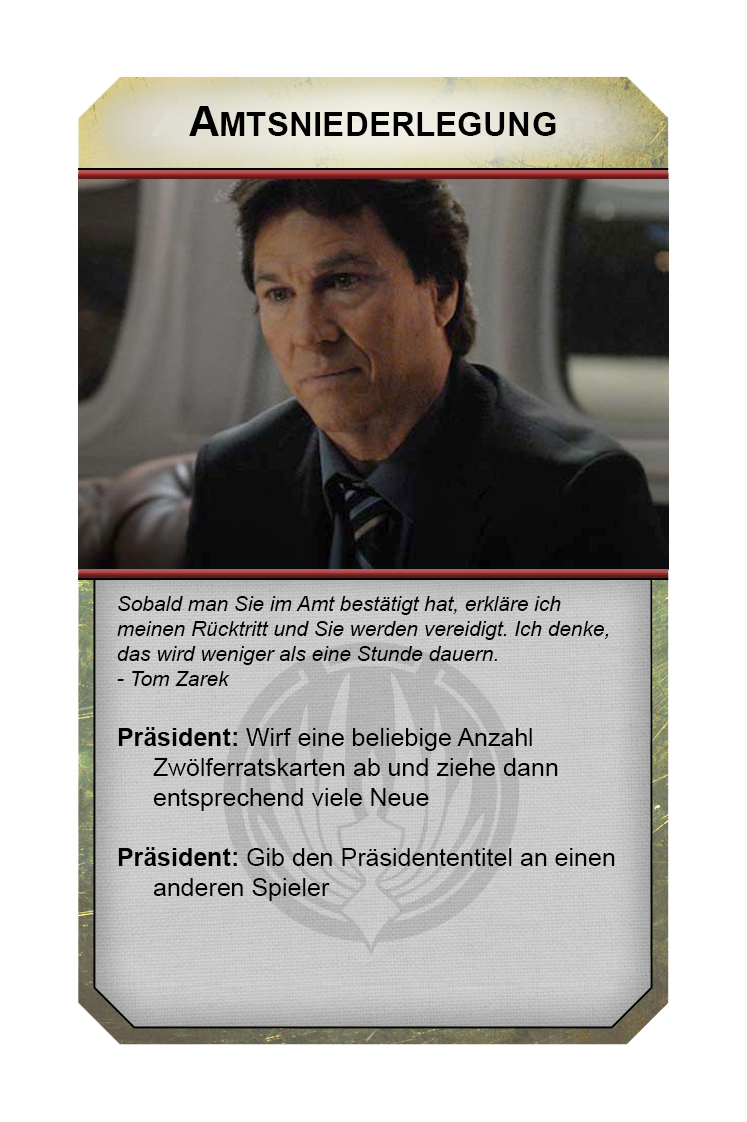 AMTSNIEDERLEGUNG
Sobald man Sie im Amt bestätigt hat, erkläre ich
meinen Rücktritt und Sie werden vereidigt. Ich denke,
das wird weniger als eine Stunde dauern.
- Tom Zarek
Präsident: Wirf eine beliebige Anzahl
Zwölferratskarten ab und ziehe dann
entsprechend viele Neue
Präsident: Gib den Präsidententitel an einen
anderen Spieler